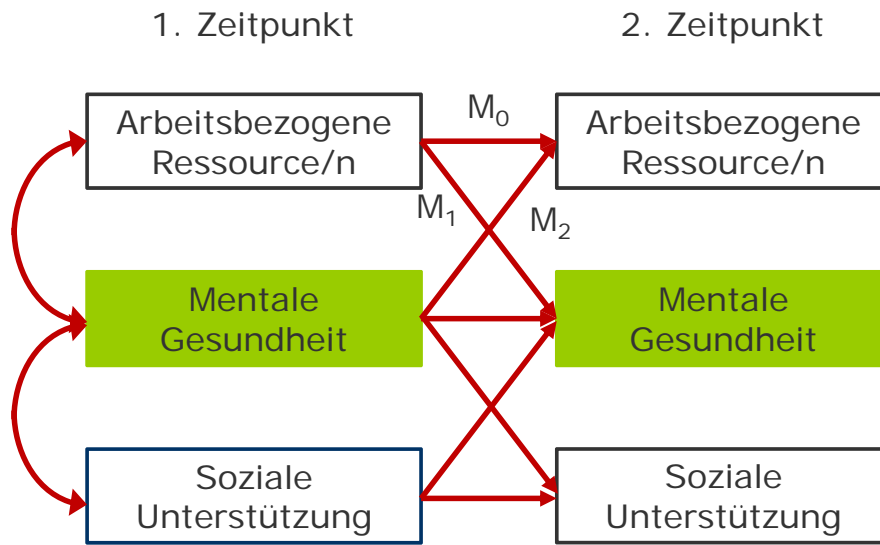 1. Zeitpunkt
2. Zeitpunkt
Arbeitsbezogene
Ressource/n
M0
Arbeitsbezogene
Ressource/n
M1
M2
Mentale
Gesundheit
Mentale
Gesundheit
Soziale
Unterstützung
Soziale
Unterstützung